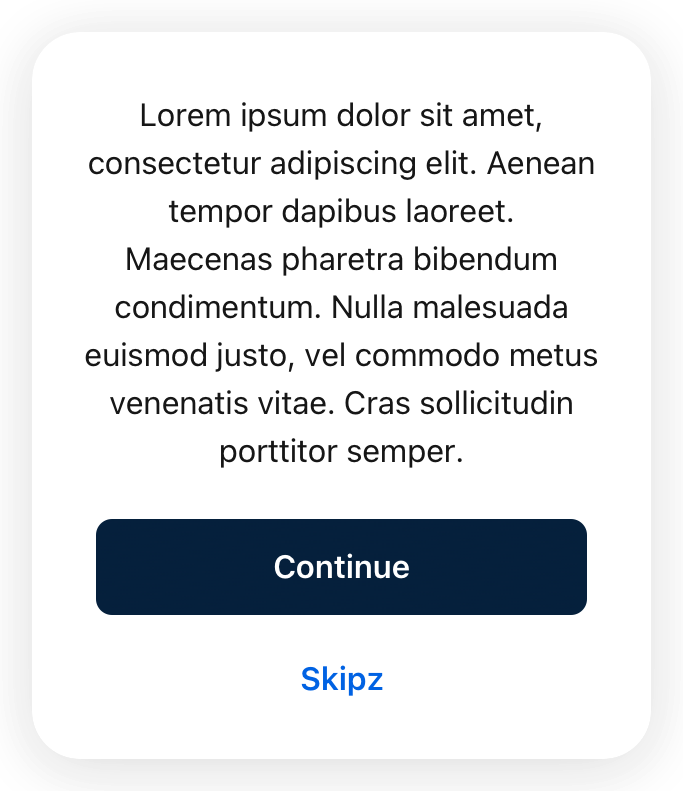 Lorem ipsum dolor sit amet,
consectetur adipiscing elit. Aenean
tempor dapibus laoreet.
Maecenas pharetra bibendum
condimentum. Nulla malesuada
euismod justo, vel commodo metus
venenatis vitae. Cras sollicitudin
porttitor semper.
Continue
Skipz